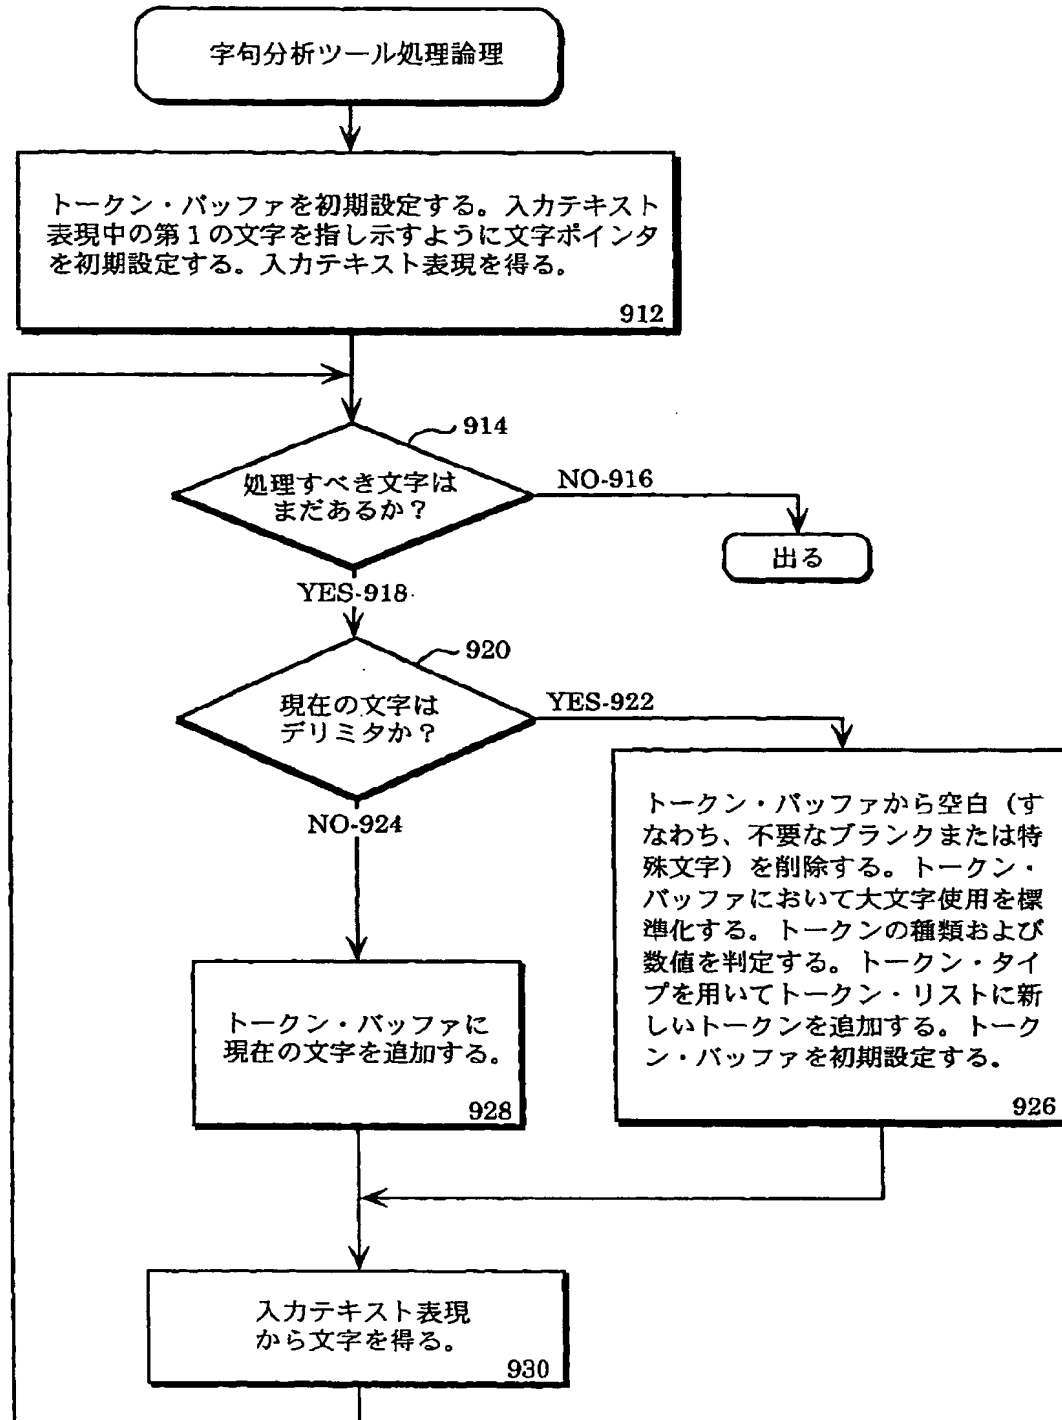 字句分析ツール処理論理
トークン・バッファを初期設定する。入力テキスト
表現中の第１の文字を指し示すように文字ポインタ
を初期設定する。入力テキスト表現を得る。
912
914
処理すべき文字は
まだあるか？
NO-916
出る
YES-918
920
現在の文字は
デリミタか？
YES-922
NO-924
トークン・バッファから空白（す
なわち、不要なブランクまたは特
殊文字）を削除する。トークン・
バッファにおいて大文字使用を標
準化する。トークンの種類および
数値を判定する。トークン・タイ
プを用いてトークン・リストに新
しいトークンを追加する。トーク
ン・バッファを初期設定する。
926
トークン・バッファに
現在の文字を追加する。
928
入力テキスト表現
から文字を得る。
930